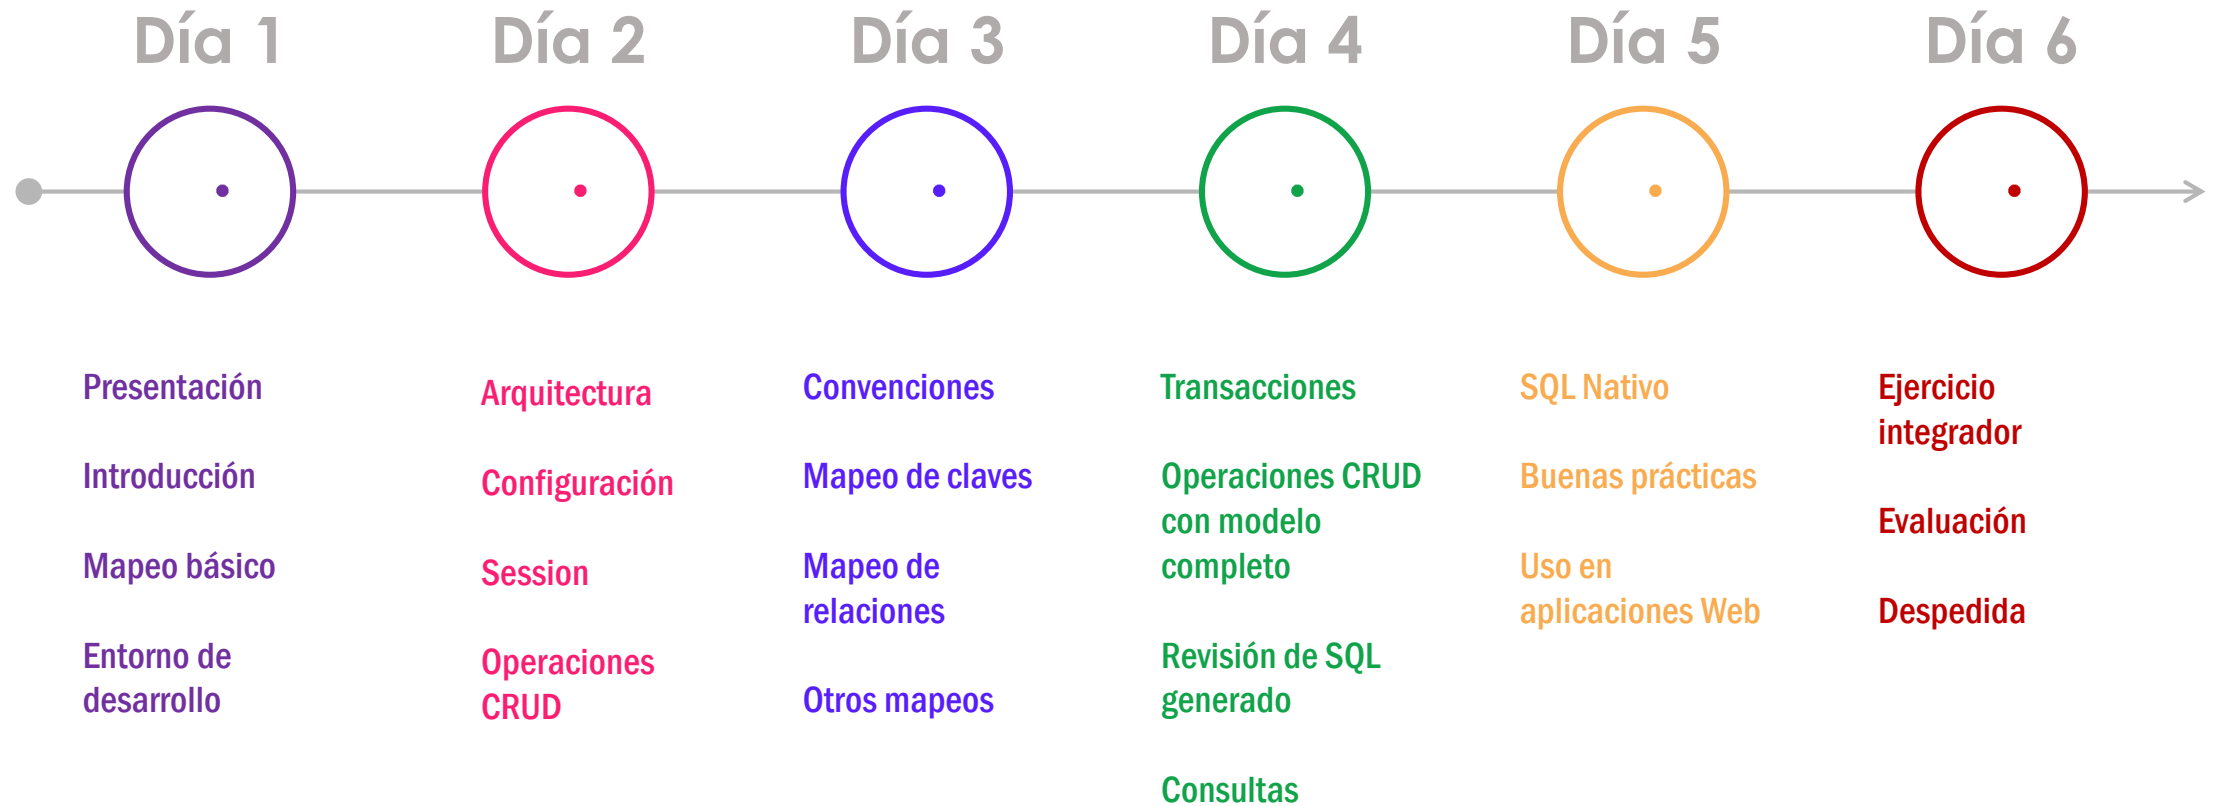 Día 1
Día 2
Día 3
Día 4
Día 5
Día 6
Presentación
Introducción
Mapeo básico
Entorno de
desarrollo
Arquitectura
Configuración
Session
Operaciones
CRUD
Convenciones
Mapeo de claves
Mapeo de
relaciones
Otros mapeos
Transacciones
Operaciones CRUD
con modelo
completo
Revisión de SQL
generado
Consultas
SQL Nativo
Buenas prácticas
Uso en
aplicaciones Web
Ejercicio
integrador
Evaluación
Despedida